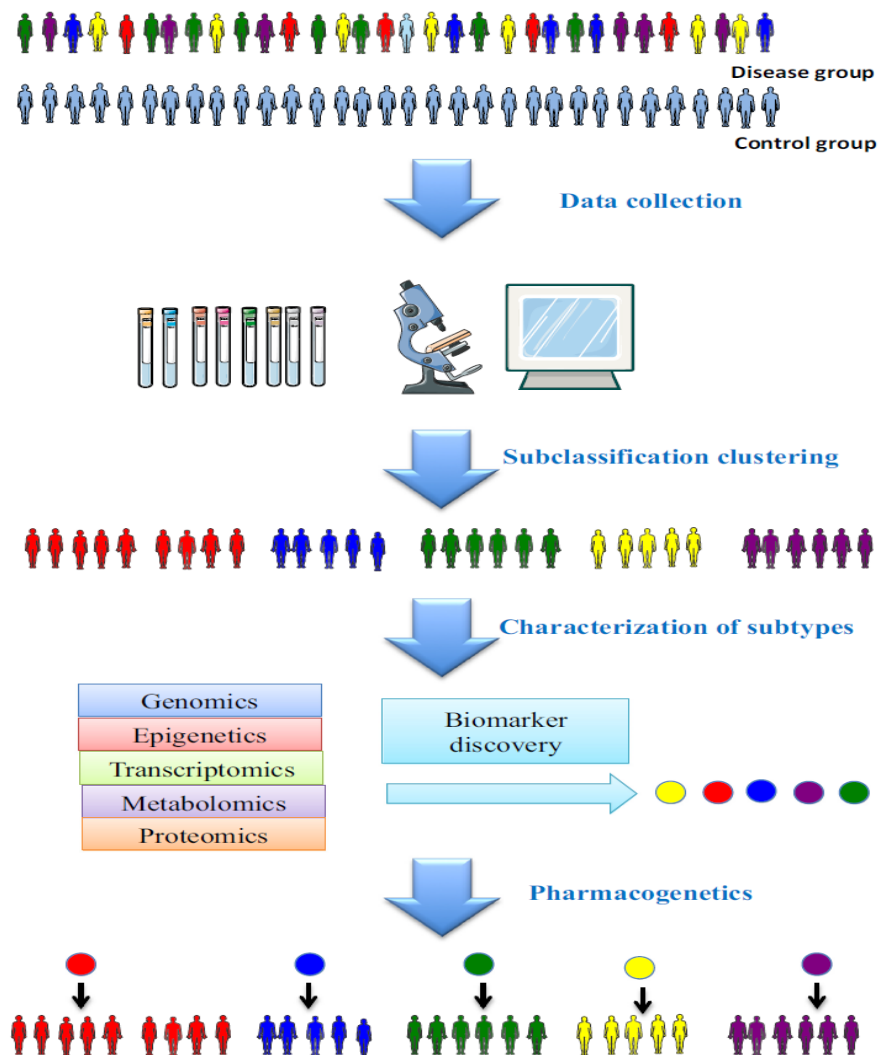 Disease group
Control group
Data collection
Subclassification clustering
Characterization of subtypes
Genomics
Epigenetics
Transcriptomics
Metabolomics
Proteomics
Biomarker
discovery
Pharmacogenetics